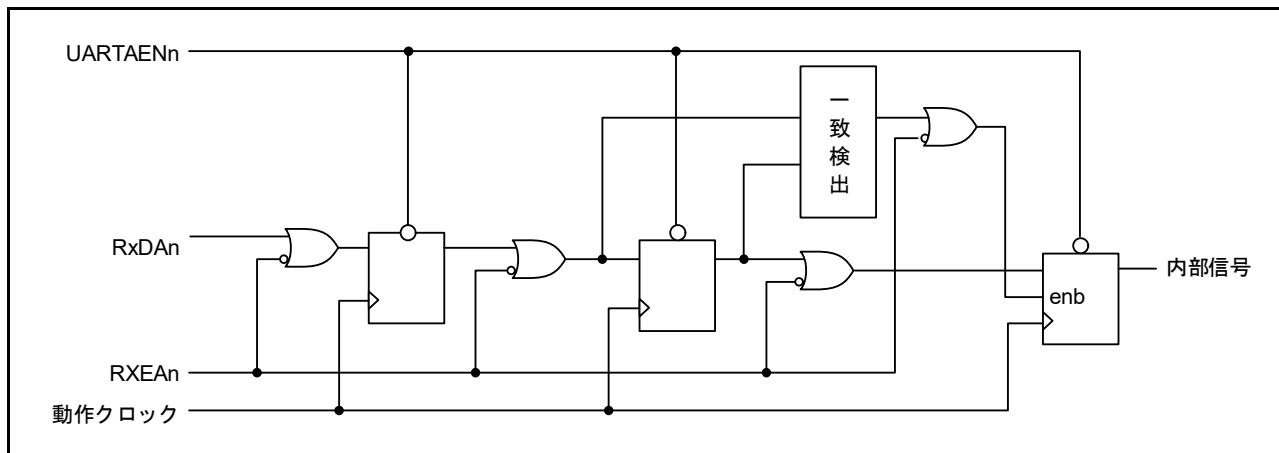 UARTAENn
一致検出
RxDAn
内部信号
enb
RXEAn
動作クロック